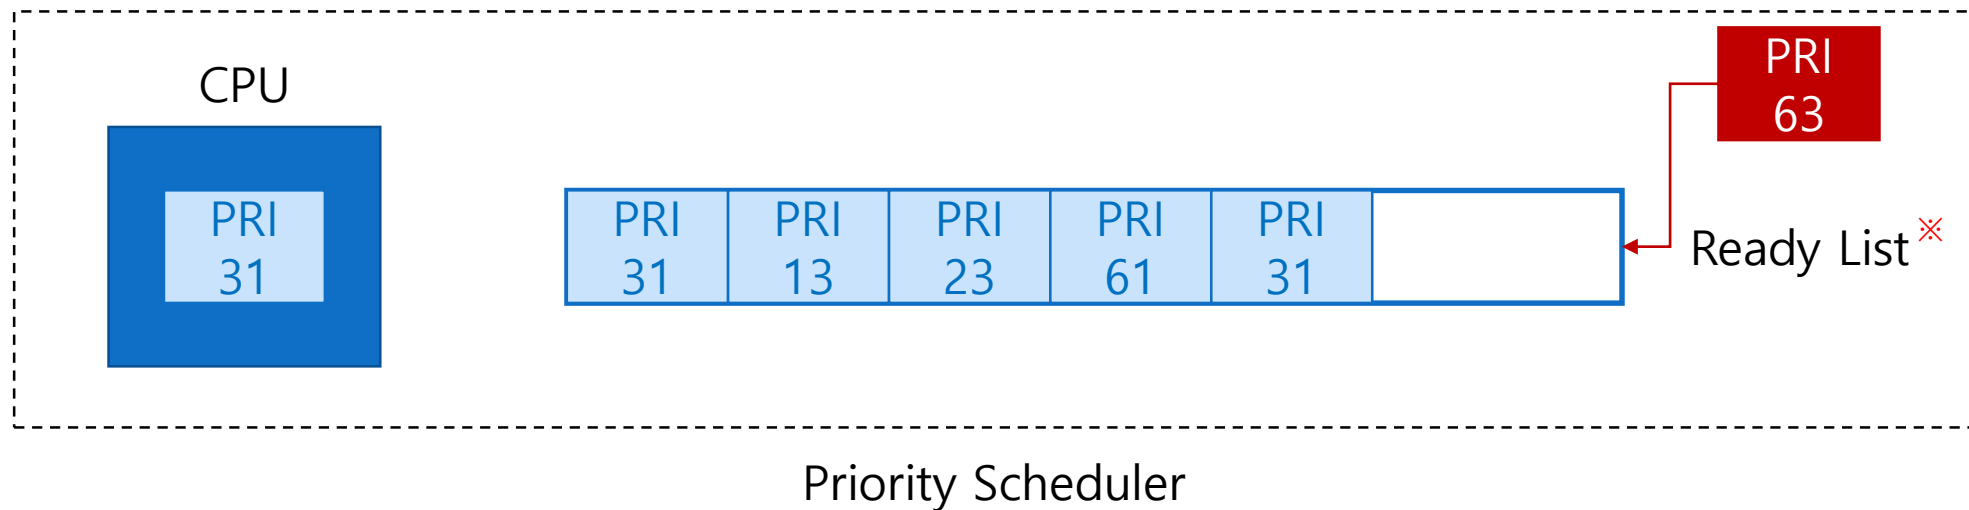 CPU
PRI
31
PRI
31
PRI
13
PRI
23
PRI
61
PRI
31
PRI
63
Ready List※
Priority Scheduler